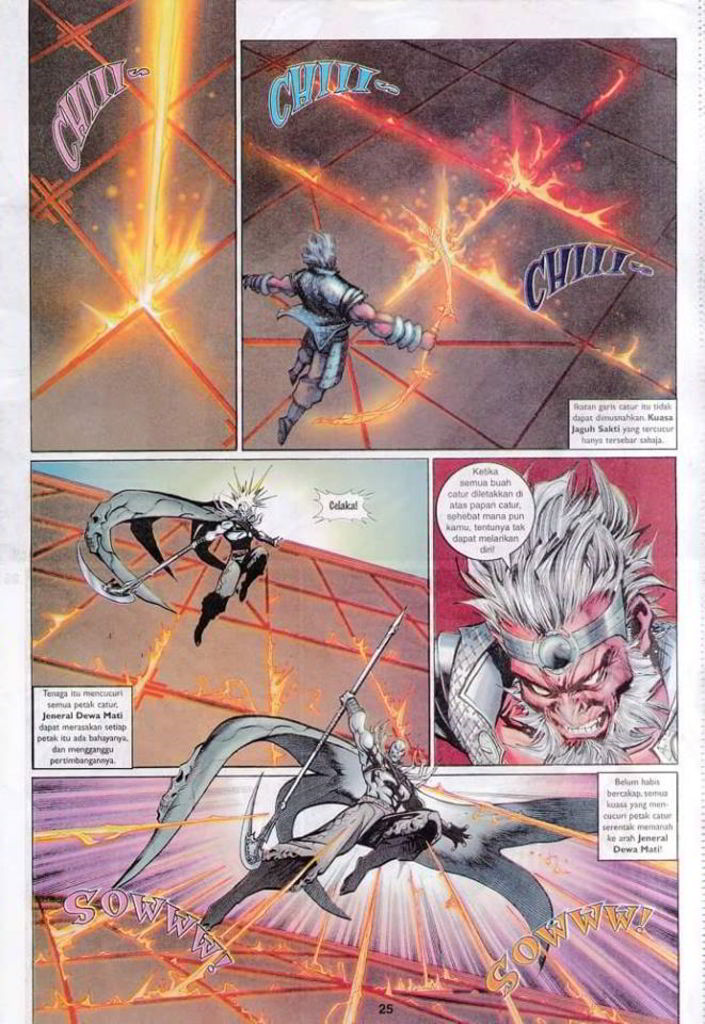 CHIII~
CHIII~
CHIII~
Ikatan garis catur itu tidak
dapat dimusnahkan. Kuasa
Jaguh Sakti yang tercucur
hanya tersebar sahaja.
Celaka!
Ketika
semua buah
catur diletakkan di
atas papan catur,
sehebat mana pun
kamu, tentunya tak
dapat melarikan
diri!
Tenaga itu mencucuri
semua petak catur,
Jeneral Dewa Mati
dapat merasakan setiap
petak itu ada bahayanya,
dan mengganggu
pertimbangannya.
Belum habis
bercakap, semua
kuasa yang men-
cucuri petak catur
serentak memanah
ke arah Jeneral
Dewa Mati!
SOWWW!
SOWWW!
25